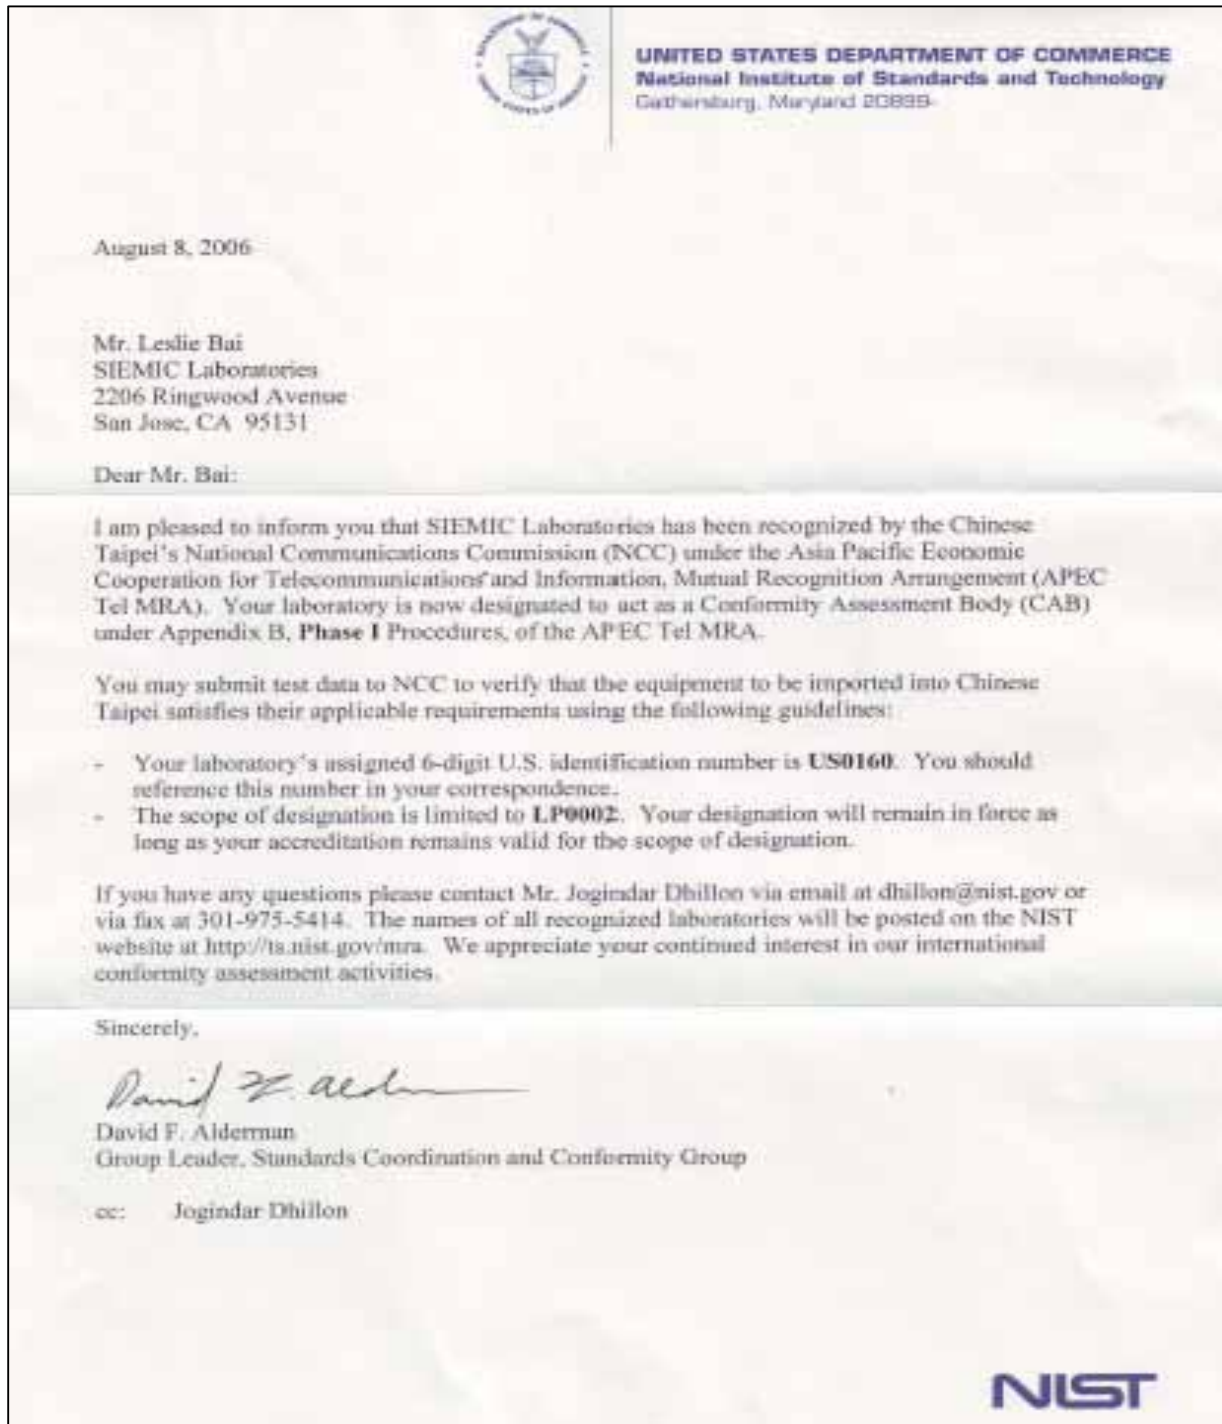 UNITED STATES DEPARTMENT OF COMMERCE
National Institute of Standards and Technology
Gaithersburg, Maryland 20899-
August 8, 2006
Mr. Leslie Bai
SIEMIC Laboratories
2206 Ringwood Avenue
San Jose, CA 95131
Dear Mr. Bai:
I am pleased to inform you that SIEMIC Laboratories has been recognized by the Chinese
Taipei's National Communications Commission (NCC) under the Asia Pacific Economic
Cooperation for Telecommunications and Information, Mutual Recognition Arrangement (APEC
Tel MRA). Your laboratory is now designated to act as a Conformity Assessment Body (CAB)
under Appendix B, Phase I Procedures, of the APEC Tel MRA.
You may submit test data to NCC to verify that the equipment to be imported into Chinese
Taipei satisfies their applicable requirements using the following guidelines:
- Your laboratory's assigned 6-digit U.S. identification number is US0160. You should
reference this number in your correspondence.
- The scope of designation is limited to LP0002. Your designation will remain in force as
long as your accreditation remains valid for the scope of designation.
If you have any questions please contact Mr. Jogindar Dhillon via email at dhillon@nist.gov or
via fax at 301-975-5414. The names of all recognized laboratories will be posted on the NIST
website at http://ts.nist.gov/mra. We appreciate your continued interest in our international
conformity assessment activities.
Sincerely,
David F. Alderman
Group Leader, Standards Coordination and Conformity Group
cc: Jogindar Dhillon
NIST